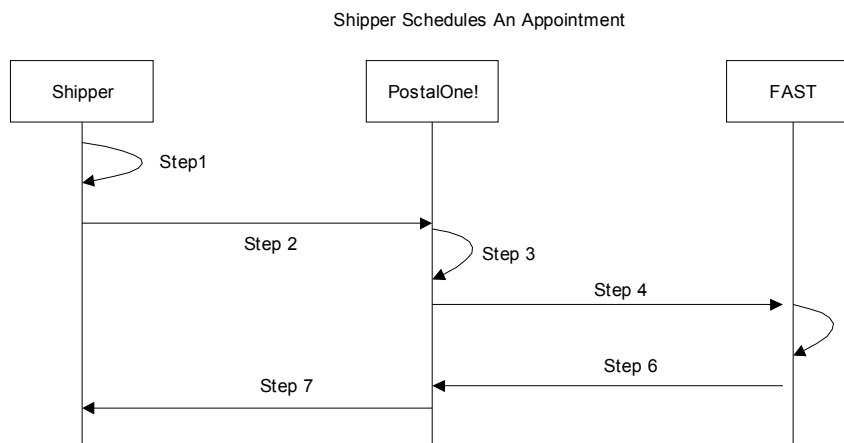 Shipper Schedules An Appointment
Shipper
PostalOne!
FAST
Step1
Step 2
Step 3
Step 4
Step 6
Step 7